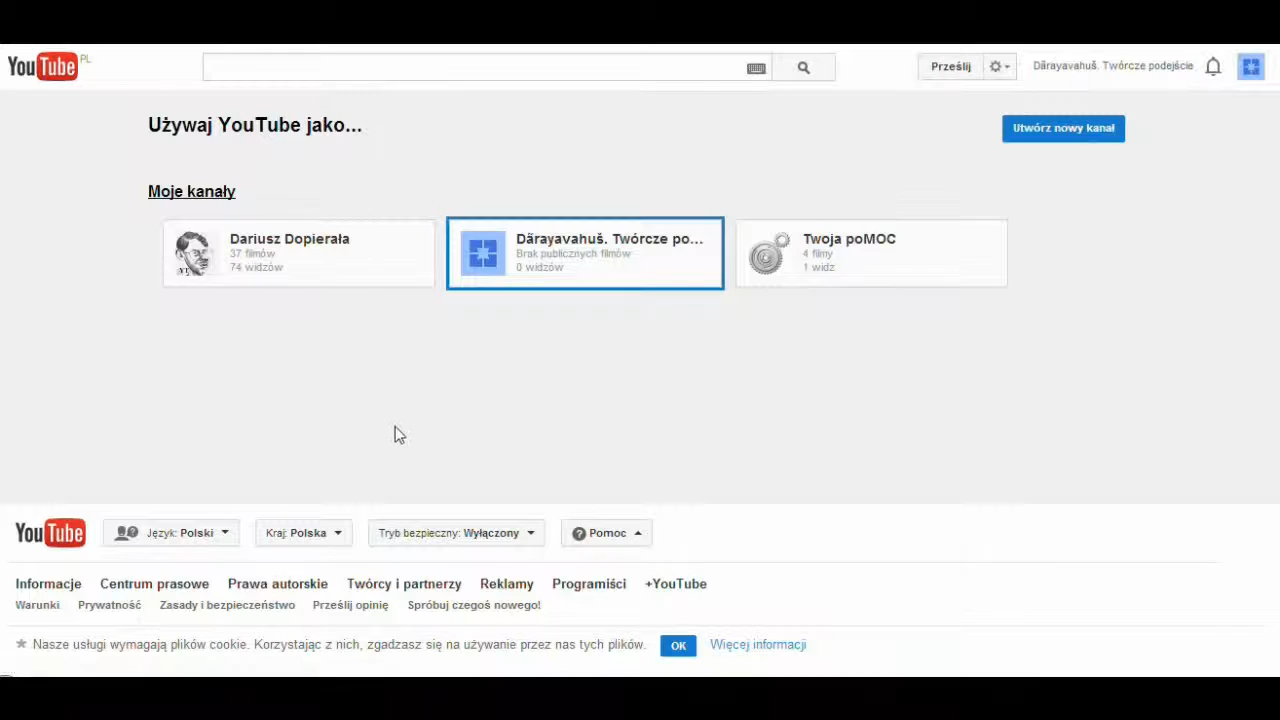 YouTube PL
Prześlij
Dãrayavahuš. Twórcze podejście
Używaj YouTube jako...
Utwórz nowy kanał
Moje kanały
Dariusz Dopierała
37 filmów
74 widzów
Dãrayavahuš. Twórcze po...
Brak publicznych filmów
0 widzów
Twoja poMOC
4 filmy
1 widz
YouTube
Język: Polski
Kraj: Polska
Tryb bezpieczny: Wyłączony
Pomoc
Informacje Centrum prasowe Prawa autorskie Twórcy i partnerzy Reklamy Programiści +YouTube
Warunki Prywatność Zasady i bezpieczeństwo Prześlij opinię Spróbuj czegoś nowego!
Nasze usługi wymagają plików cookie. Korzystając z nich, zgadzasz się na używanie przez nas tych plików. OK Więcej informacji